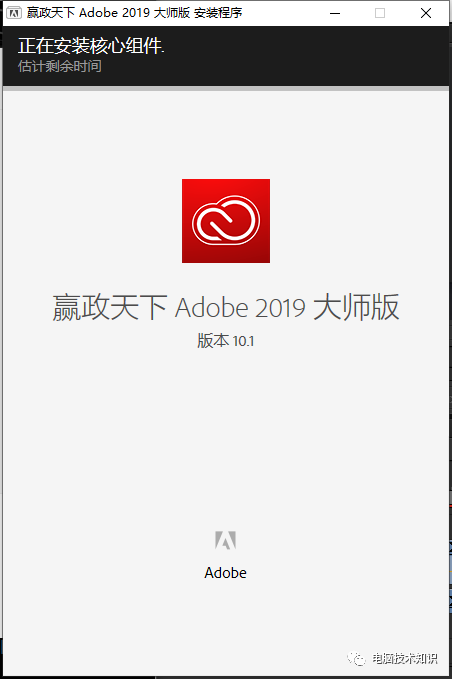 赢政天下 Adobe 2019 大师版 安装程序
正在安装核心组件.
估计剩余时间
赢政天下 Adobe 2019 大师版
版本 10.1
Adobe
电脑技术知识